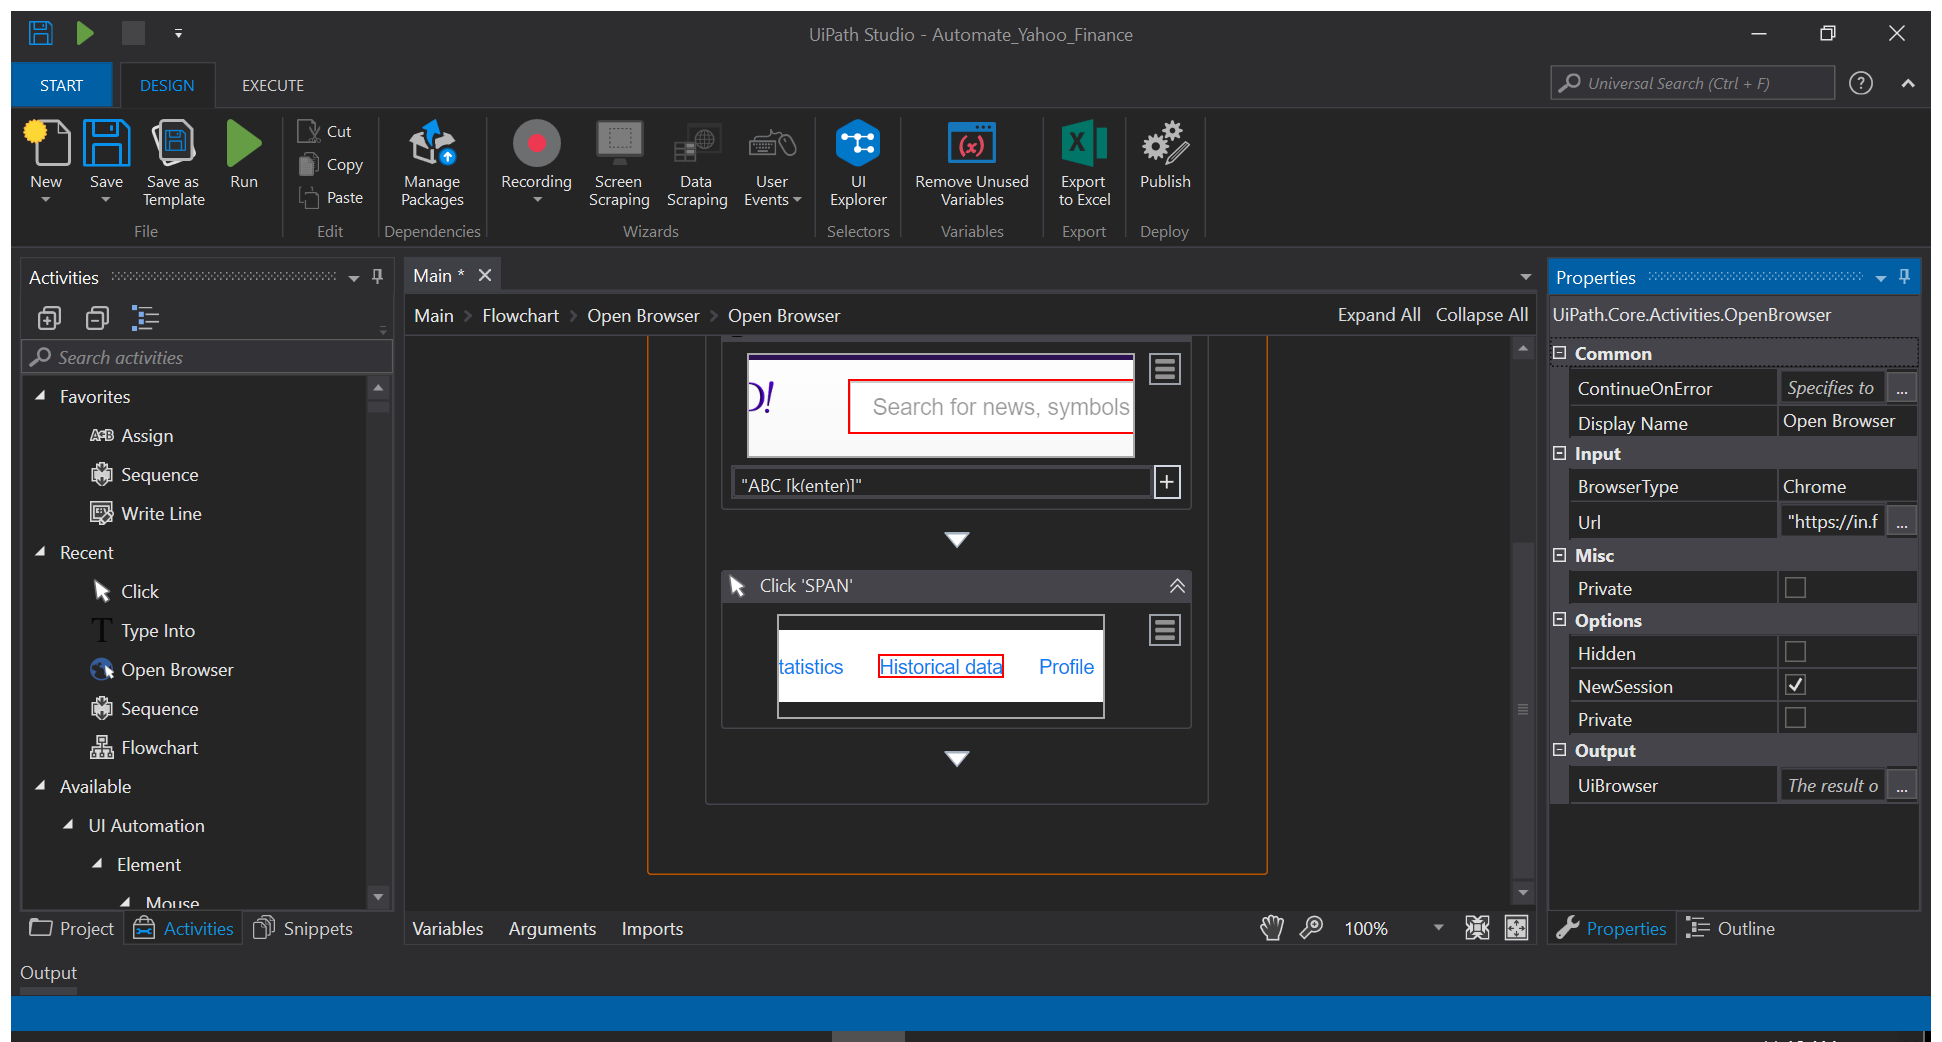 UiPath Studio - Automate_Yahoo_Finance
START
DESIGN
EXECUTE
Universal Search (Ctrl + F)
New
Save
Save as
Template
Run
File
Cut
Copy
Paste
Edit
Manage
Packages
Dependencies
Recording
Screen
Scraping
Data
Scraping
User
Events
Wizards
UI
Explorer
Selectors
Remove Unused
Variables
Variables
Export
to Excel
Export
Publish
Deploy
Activities
Search activities
Favorites
A+B Assign
Sequence
Write Line
Recent
Click
Type Into
Open Browser
Sequence
Flowchart
Available
UI Automation
Element
Mouse
Project
Activities
Snippets
Main *
Main > Flowchart > Open Browser > Open Browser
Expand All
Collapse All
O!
Search for news, symbols
"ABC [k(enter)]"
Click 'SPAN'
tatistics
Historical data
Profile
Variables
Arguments
Imports
100%
Properties
UiPath.Core.Activities.OpenBrowser
Common
ContinueOnError
Specifies to
...
Display Name
Open Browser
Input
BrowserType
Chrome
Url
"https://in.f
...
Misc
Private
Options
Hidden
NewSession
Private
Output
UiBrowser
The result o
...
Properties
Outline
Output